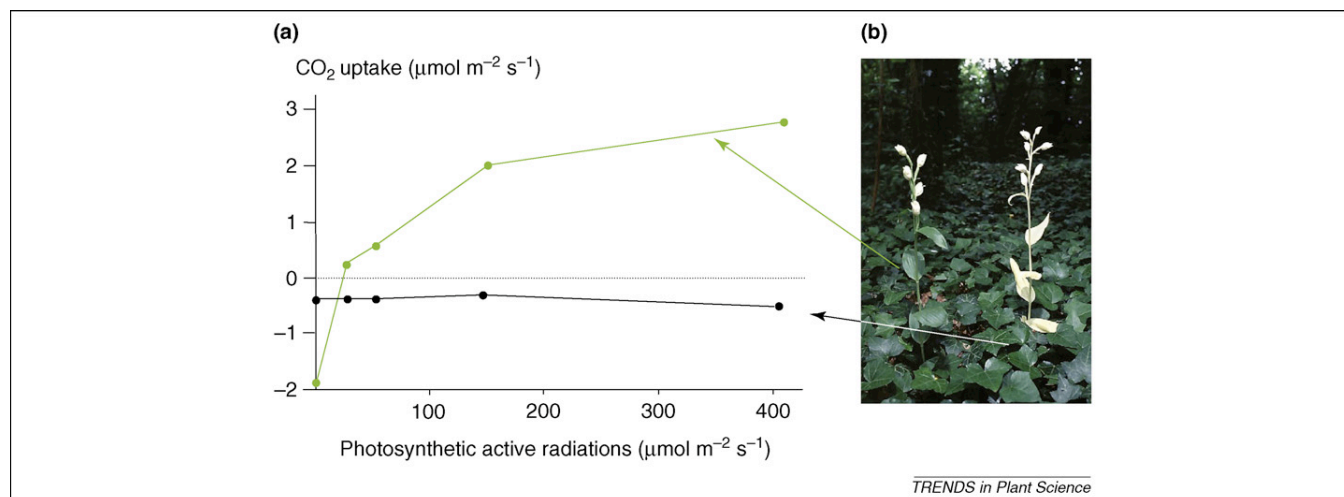 (a)
CO₂ uptake (μmol m⁻² s⁻¹)
3
2
1
0
–1
–2
100 200 300 400
Photosynthetic active radiations (μmol m⁻² s⁻¹)
(b)
TRENDS in Plant Science